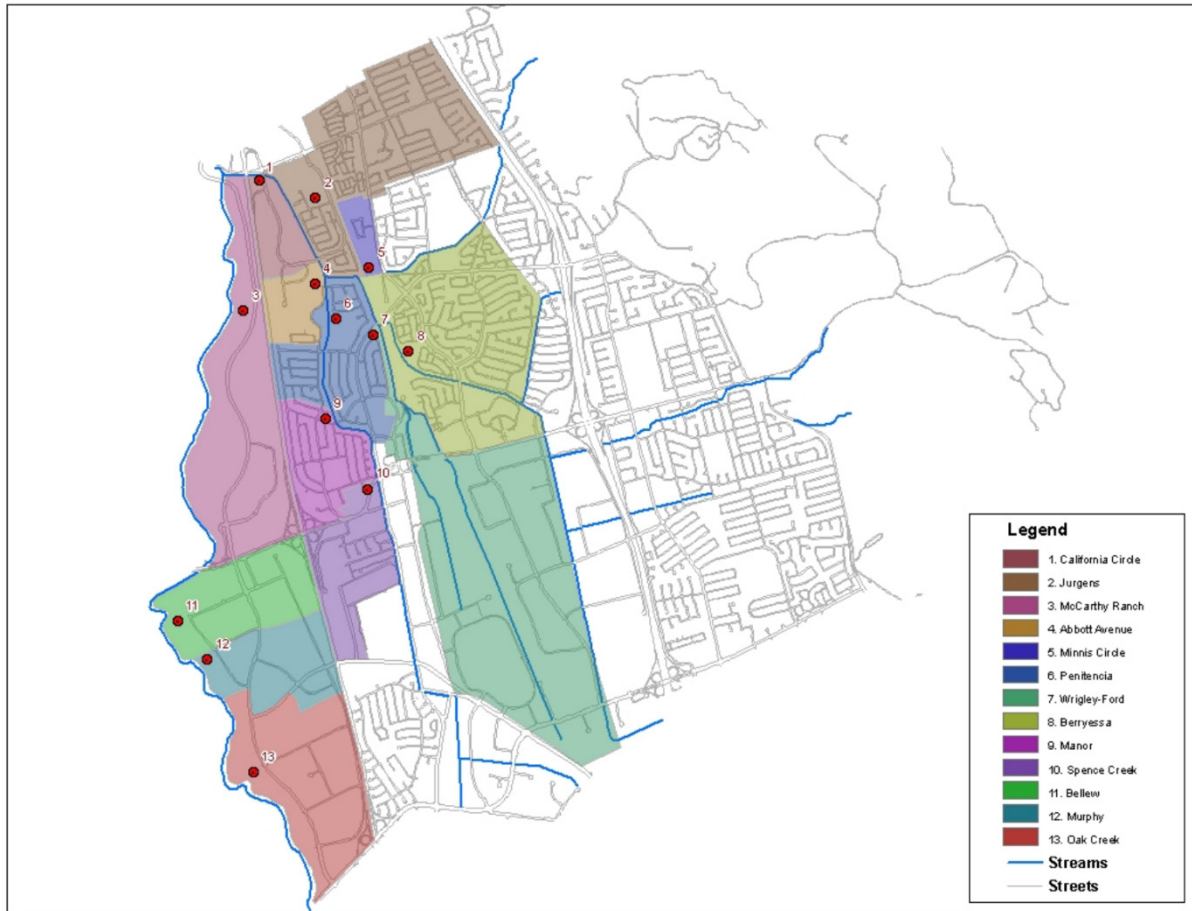 1
2
5
4
3
6
7
8
9
10
11
12
13
Legend
1. California Circle
2. Jurgens
3. McCarthy Ranch
4. Abbott Avenue
5. Minnis Circle
6. Penitencia
7. Wrigley-Ford
8. Berryessa
9. Manor
10. Spence Creek
11. Bellew
12. Murphy
13. Oak Creek
Streams
Streets